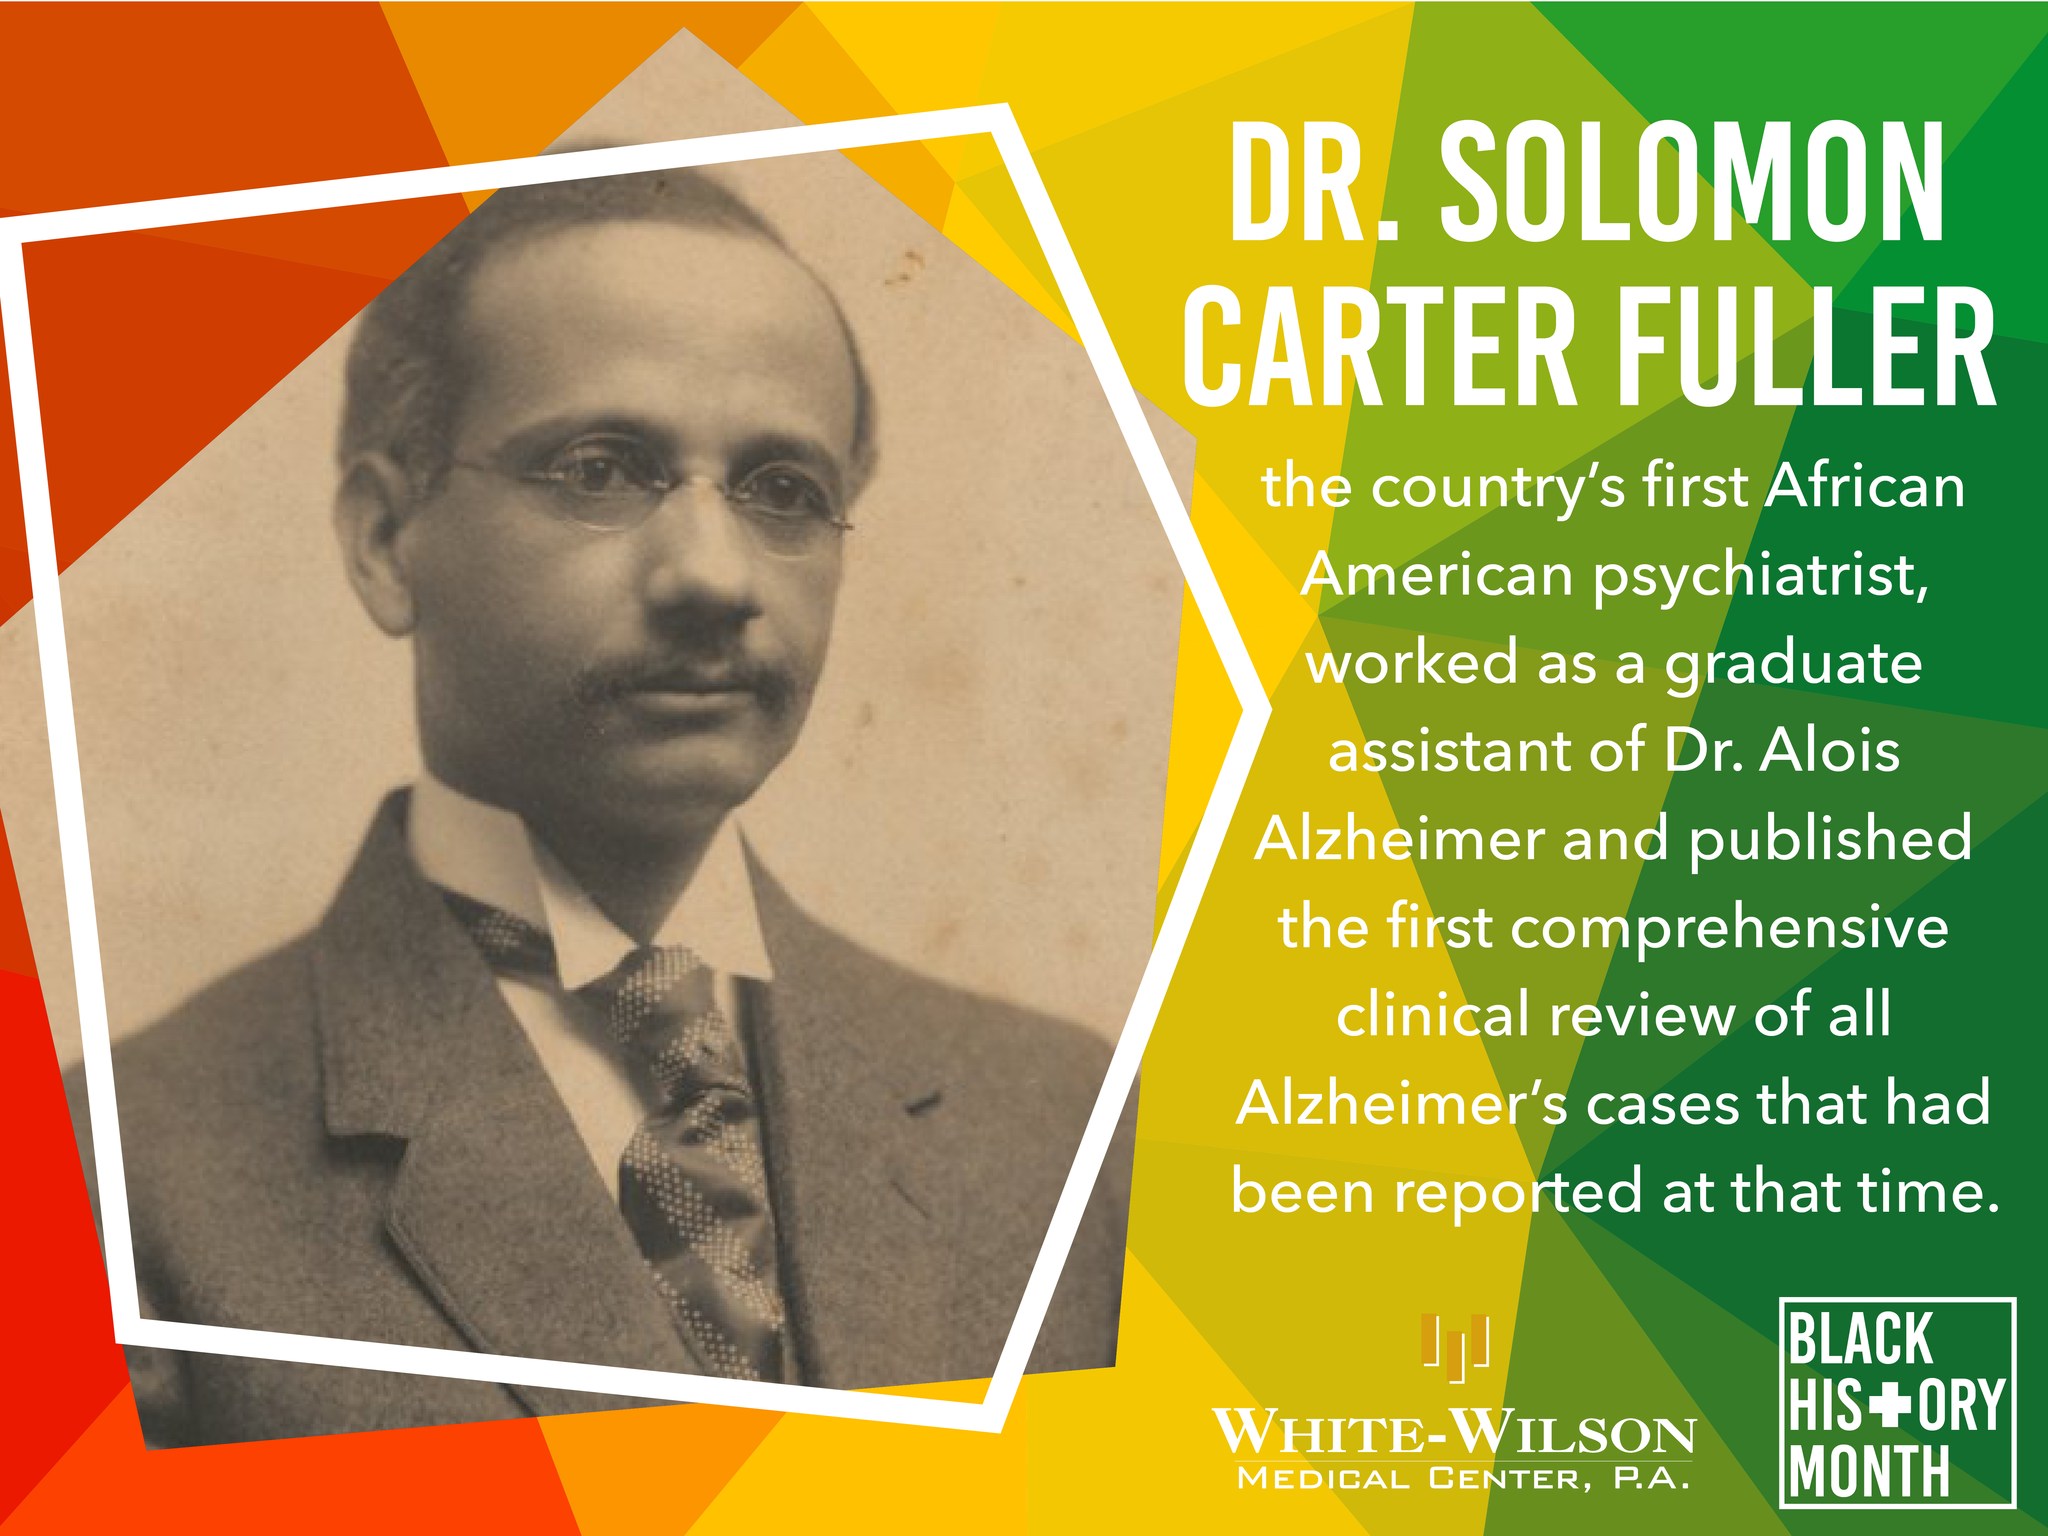 DR. SOLOMON
CARTER FULLER
the country’s first African
American psychiatrist,
worked as a graduate
assistant of Dr. Alois
Alzheimer and published
the first comprehensive
clinical review of all
Alzheimer’s cases that had
been reported at that time.
WHITE-WILSON
MEDICAL CENTER, P.A.
BLACK
HIS+ORY
MONTH